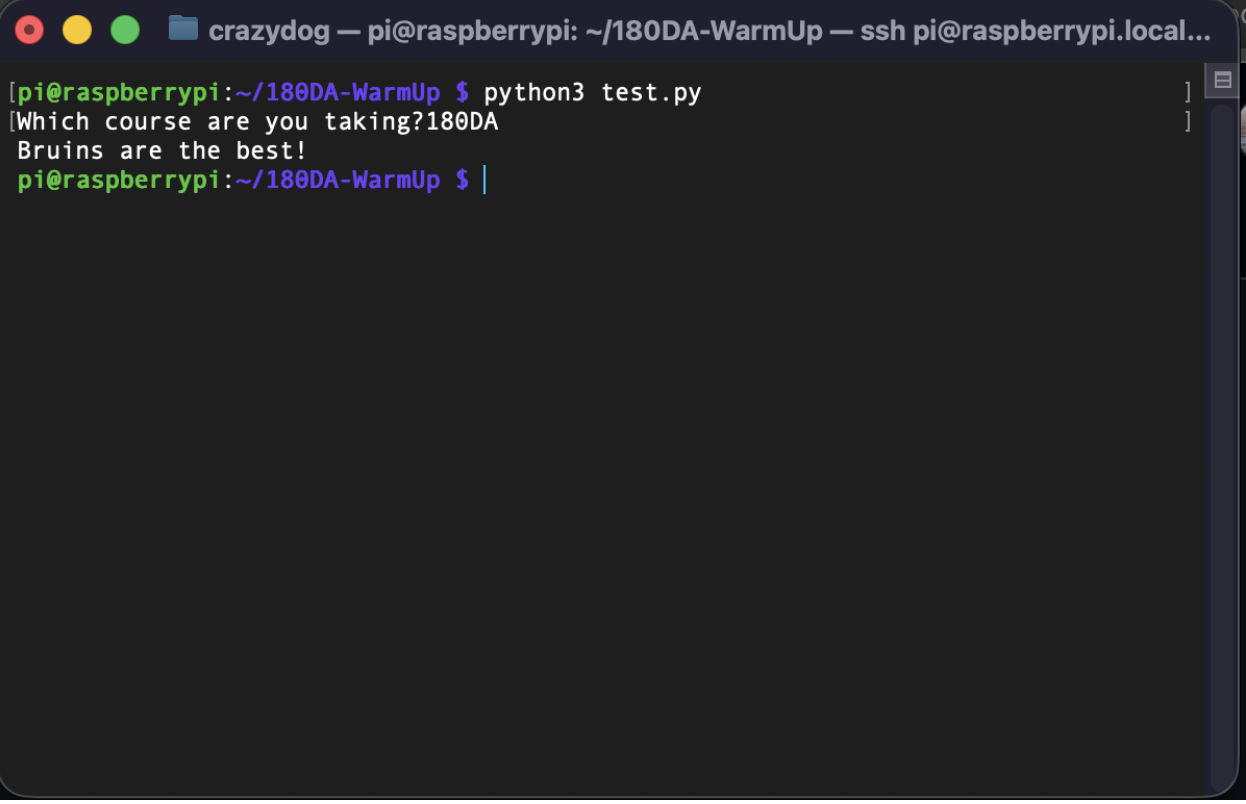 crazydog — pi@raspberrypi: ~/180DA-WarmUp — ssh pi@raspberrypi.local...
[pi@raspberrypi:~/180DA-WarmUp $ python3 test.py ]
[Which course are you taking?180DA ]
Bruins are the best!
pi@raspberrypi:~/180DA-WarmUp $